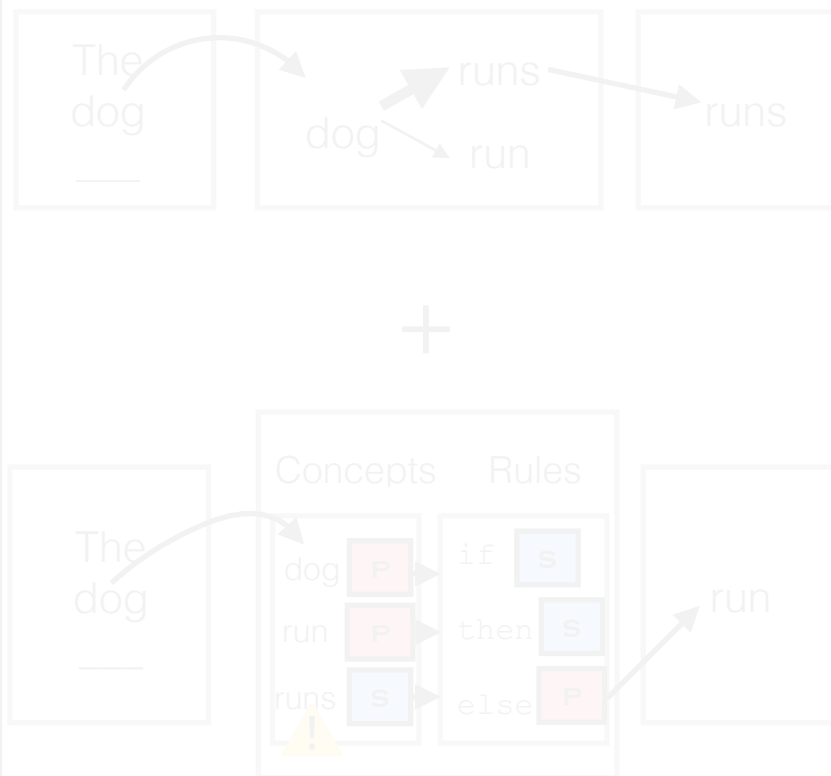 The
dog
runs
dog
run
runs
+
Concepts Rules
The
dog
dog P
if S
run P
then S
runs S
else P
!
run